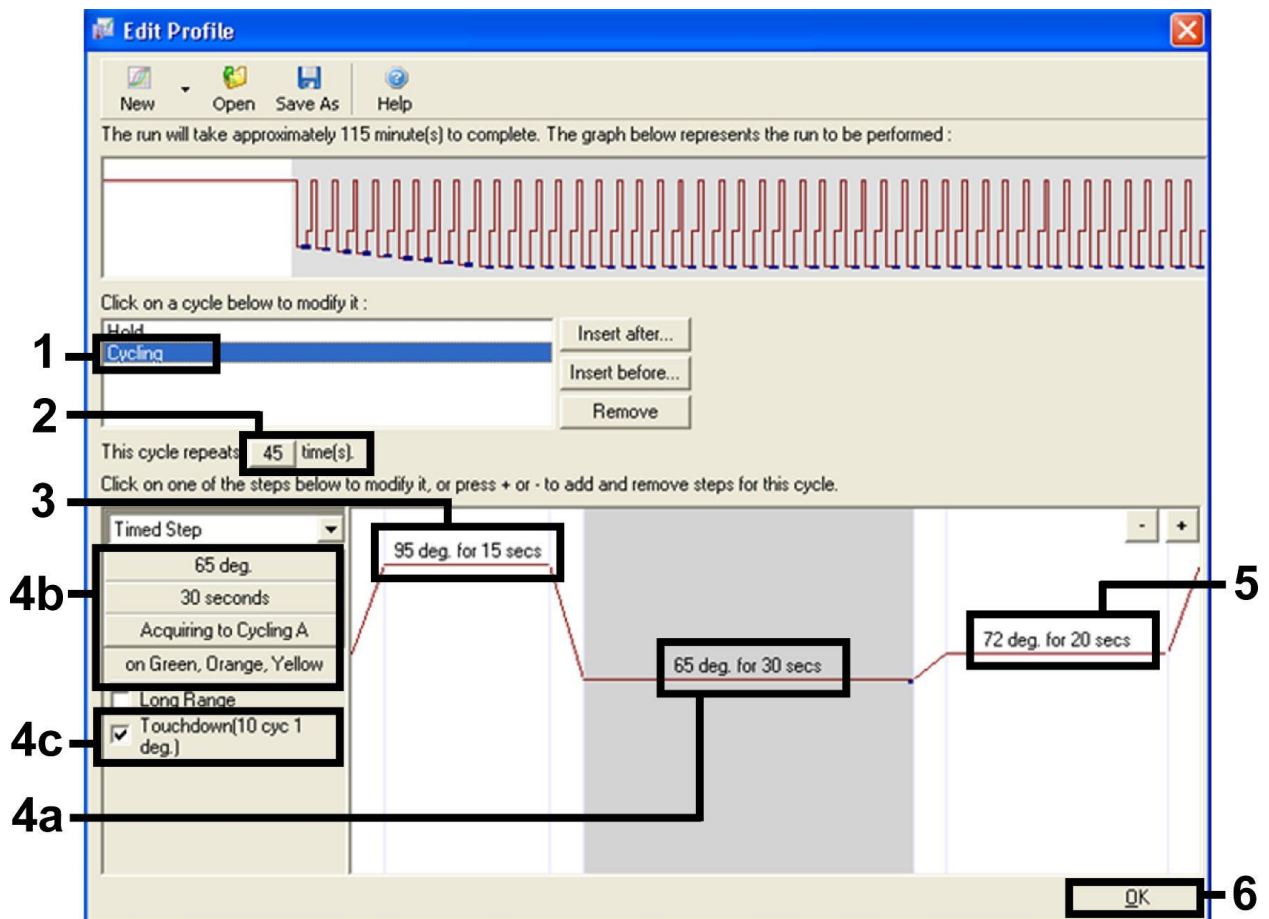 Edit Profile
New Open Save As Help
The run will take approximately 115 minute(s) to complete. The graph below represents the run to be performed :
Click on a cycle below to modify it :
Hold
1 Cycling
Insert after...
Insert before...
Remove
2
This cycle repeats 45 time(s).
Click on one of the steps below to modify it, or press + or - to add and remove steps for this cycle.
3
Timed Step
- +
95 deg. for 15 secs
4b
65 deg.
30 seconds
Acquiring to Cycling A
on Green, Orange, Yellow
5
72 deg. for 20 secs
65 deg. for 30 secs
Long Range
4c
Touchdown(10 cyc 1
deg.)
4a
OK 6